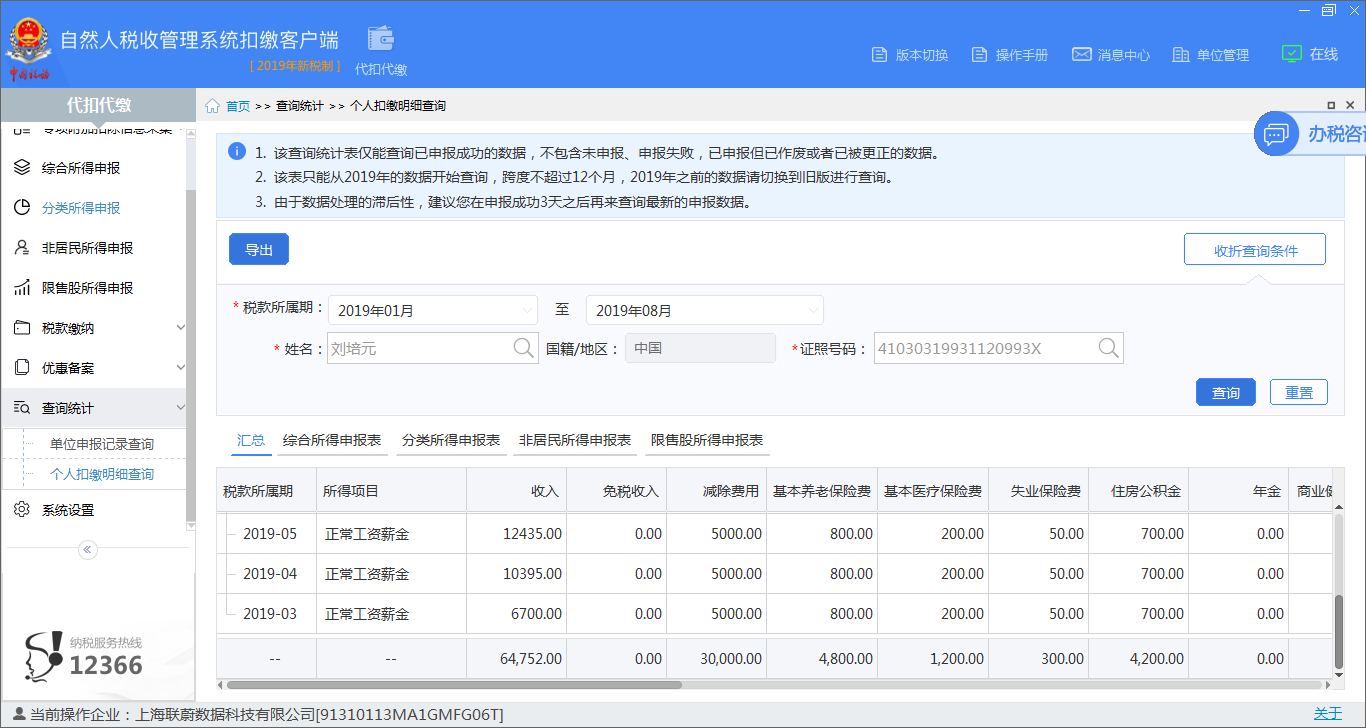 自然人税收管理系统扣缴客户端
[ 2019年新税制 ]
代扣代缴
版本切换 操作手册 消息中心 单位管理 在线
中国税务
代扣代缴
首页 >> 查询统计 >> 个人扣缴明细查询
专项附加扣除信息采集
综合所得申报
分类所得申报
非居民所得申报
限售股所得申报
税款缴纳
优惠备案
查询统计
单位申报记录查询
个人扣缴明细查询
系统设置
纳税服务热线
12366
办税咨询
1. 该查询统计表仅能查询已申报成功的数据，不包含未申报、申报失败，已申报但已作废或者已被更正的数据。
2. 该表只能从2019年的数据开始查询，跨度不超过12个月，2019年之前的数据请切换到旧版进行查询。
3. 由于数据处理的滞后性，建议您在申报成功3天之后再来查询最新的申报数据。
导出
收折查询条件
* 税款所属期： 2019年01月 至 2019年08月
* 姓名： 刘培元 国籍/地区： 中国 *证照号码： 41030319931120993X
查询 重置
汇总 综合所得申报表 分类所得申报表 非居民所得申报表 限售股所得申报表
税款所属期 所得项目 收入 免税收入 减除费用 基本养老保险费 基本医疗保险费 失业保险费 住房公积金 年金 商业健
2019-05 正常工资薪金 12435.00 0.00 5000.00 800.00 200.00 50.00 700.00 0.00
2019-04 正常工资薪金 10395.00 0.00 5000.00 800.00 200.00 50.00 700.00 0.00
2019-03 正常工资薪金 6700.00 0.00 5000.00 800.00 200.00 50.00 700.00 0.00
-- -- 64,752.00 0.00 30,000.00 4,800.00 1,200.00 300.00 4,200.00 0.00
当前操作企业：上海联蔚数据科技有限公司[91310113MA1GMFG06T]
关于